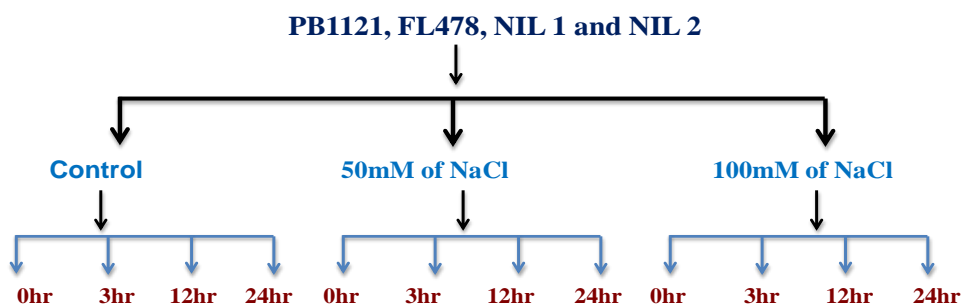 PB1121, FL478, NIL 1 and NIL 2
Control 50mM of NaCl 100mM of NaCl
0hr 3hr 12hr 24hr 0hr 3hr 12hr 24hr 0hr 3hr 12hr 24hr